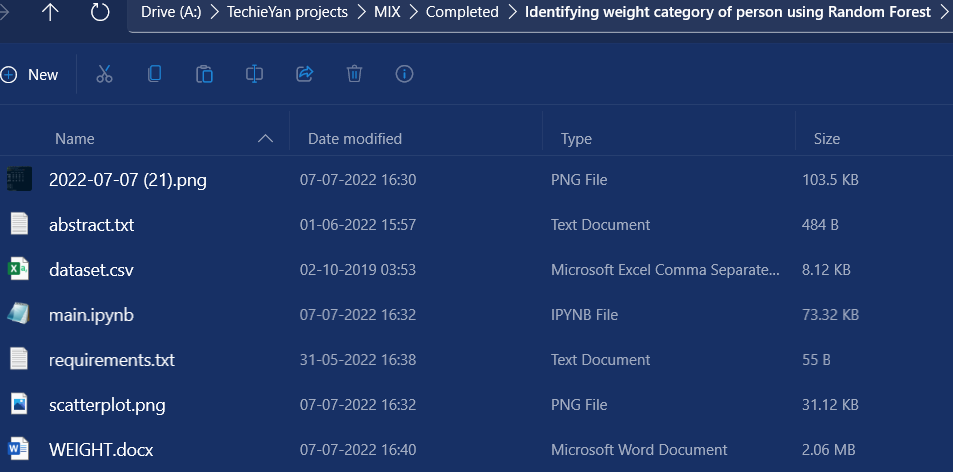 Drive (A:) > TechieYan projects > MIX > Completed > Identifying weight category of person using Random Forest >
New
Name Date modified Type Size
2022-07-07 (21).png 07-07-2022 16:30 PNG File 103.5 KB
abstract.txt 01-06-2022 15:57 Text Document 484 B
dataset.csv 02-10-2019 03:53 Microsoft Excel Comma Separate... 8.12 KB
main.ipynb 07-07-2022 16:32 IPYNB File 73.32 KB
requirements.txt 31-05-2022 16:38 Text Document 55 B
scatterplot.png 07-07-2022 16:32 PNG File 31.12 KB
WEIGHT.docx 07-07-2022 16:40 Microsoft Word Document 2.06 MB